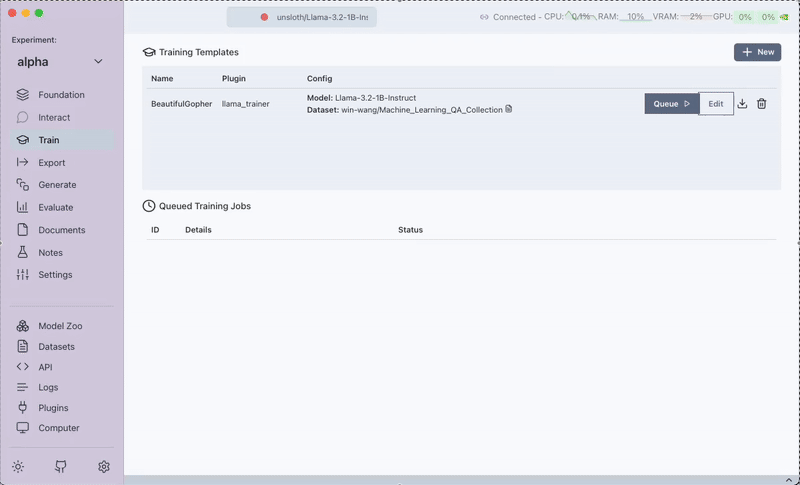 unsloth/Llama-3.2-1B-Inst
Connected - CPU: 0.1% RAM: 10% VRAM: 2% GPU: 0% 0%
Experiment:
alpha
Foundation
Interact
Train
Export
Generate
Evaluate
Documents
Notes
Settings
Model Zoo
Datasets
API
Logs
Plugins
Computer
Training Templates
+ New
Name Plugin Config
BeautifulGopher llama_trainer Model: Llama-3.2-1B-Instruct
Dataset: win-wang/Machine_Learning_QA_Collection
Queue Edit
Queued Training Jobs
ID Details Status